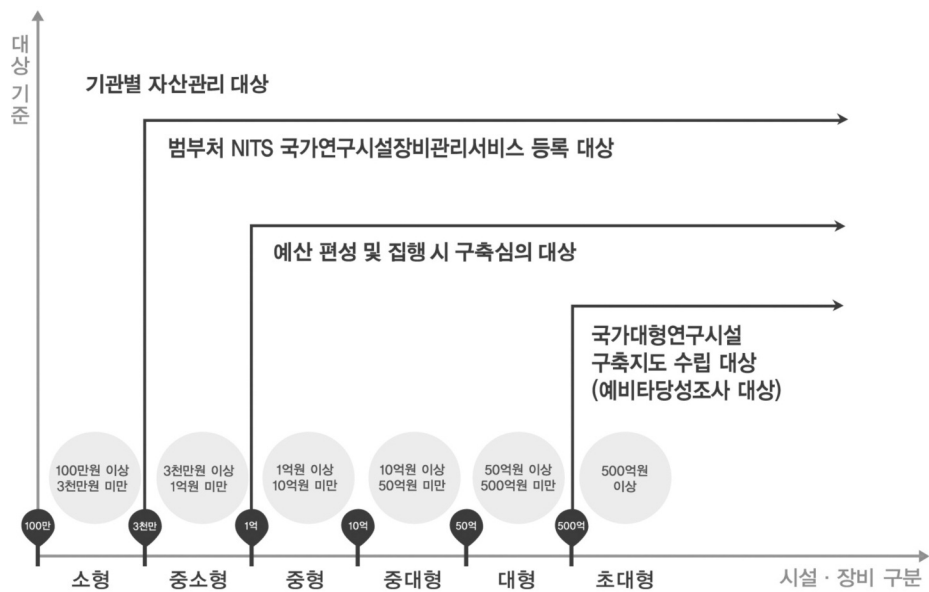 대상 기준
기관별 자산관리 대상
범부처 NITS 국가연구시설장비관리서비스 등록 대상
예산 편성 및 집행 시 구축심의 대상
국가대형연구시설
구축지도 수립 대상
(예비타당성조사 대상)
100만원 이상
3천만원 미만
3천만원 이상
1억원 미만
1억원 이상
10억원 미만
10억원 이상
50억원 미만
50억원 이상
500억원 미만
500억원
이상
100만
3천만
1억
10억
50억
500억
소형
중소형
중형
중대형
대형
초대형
시설 · 장비 구분